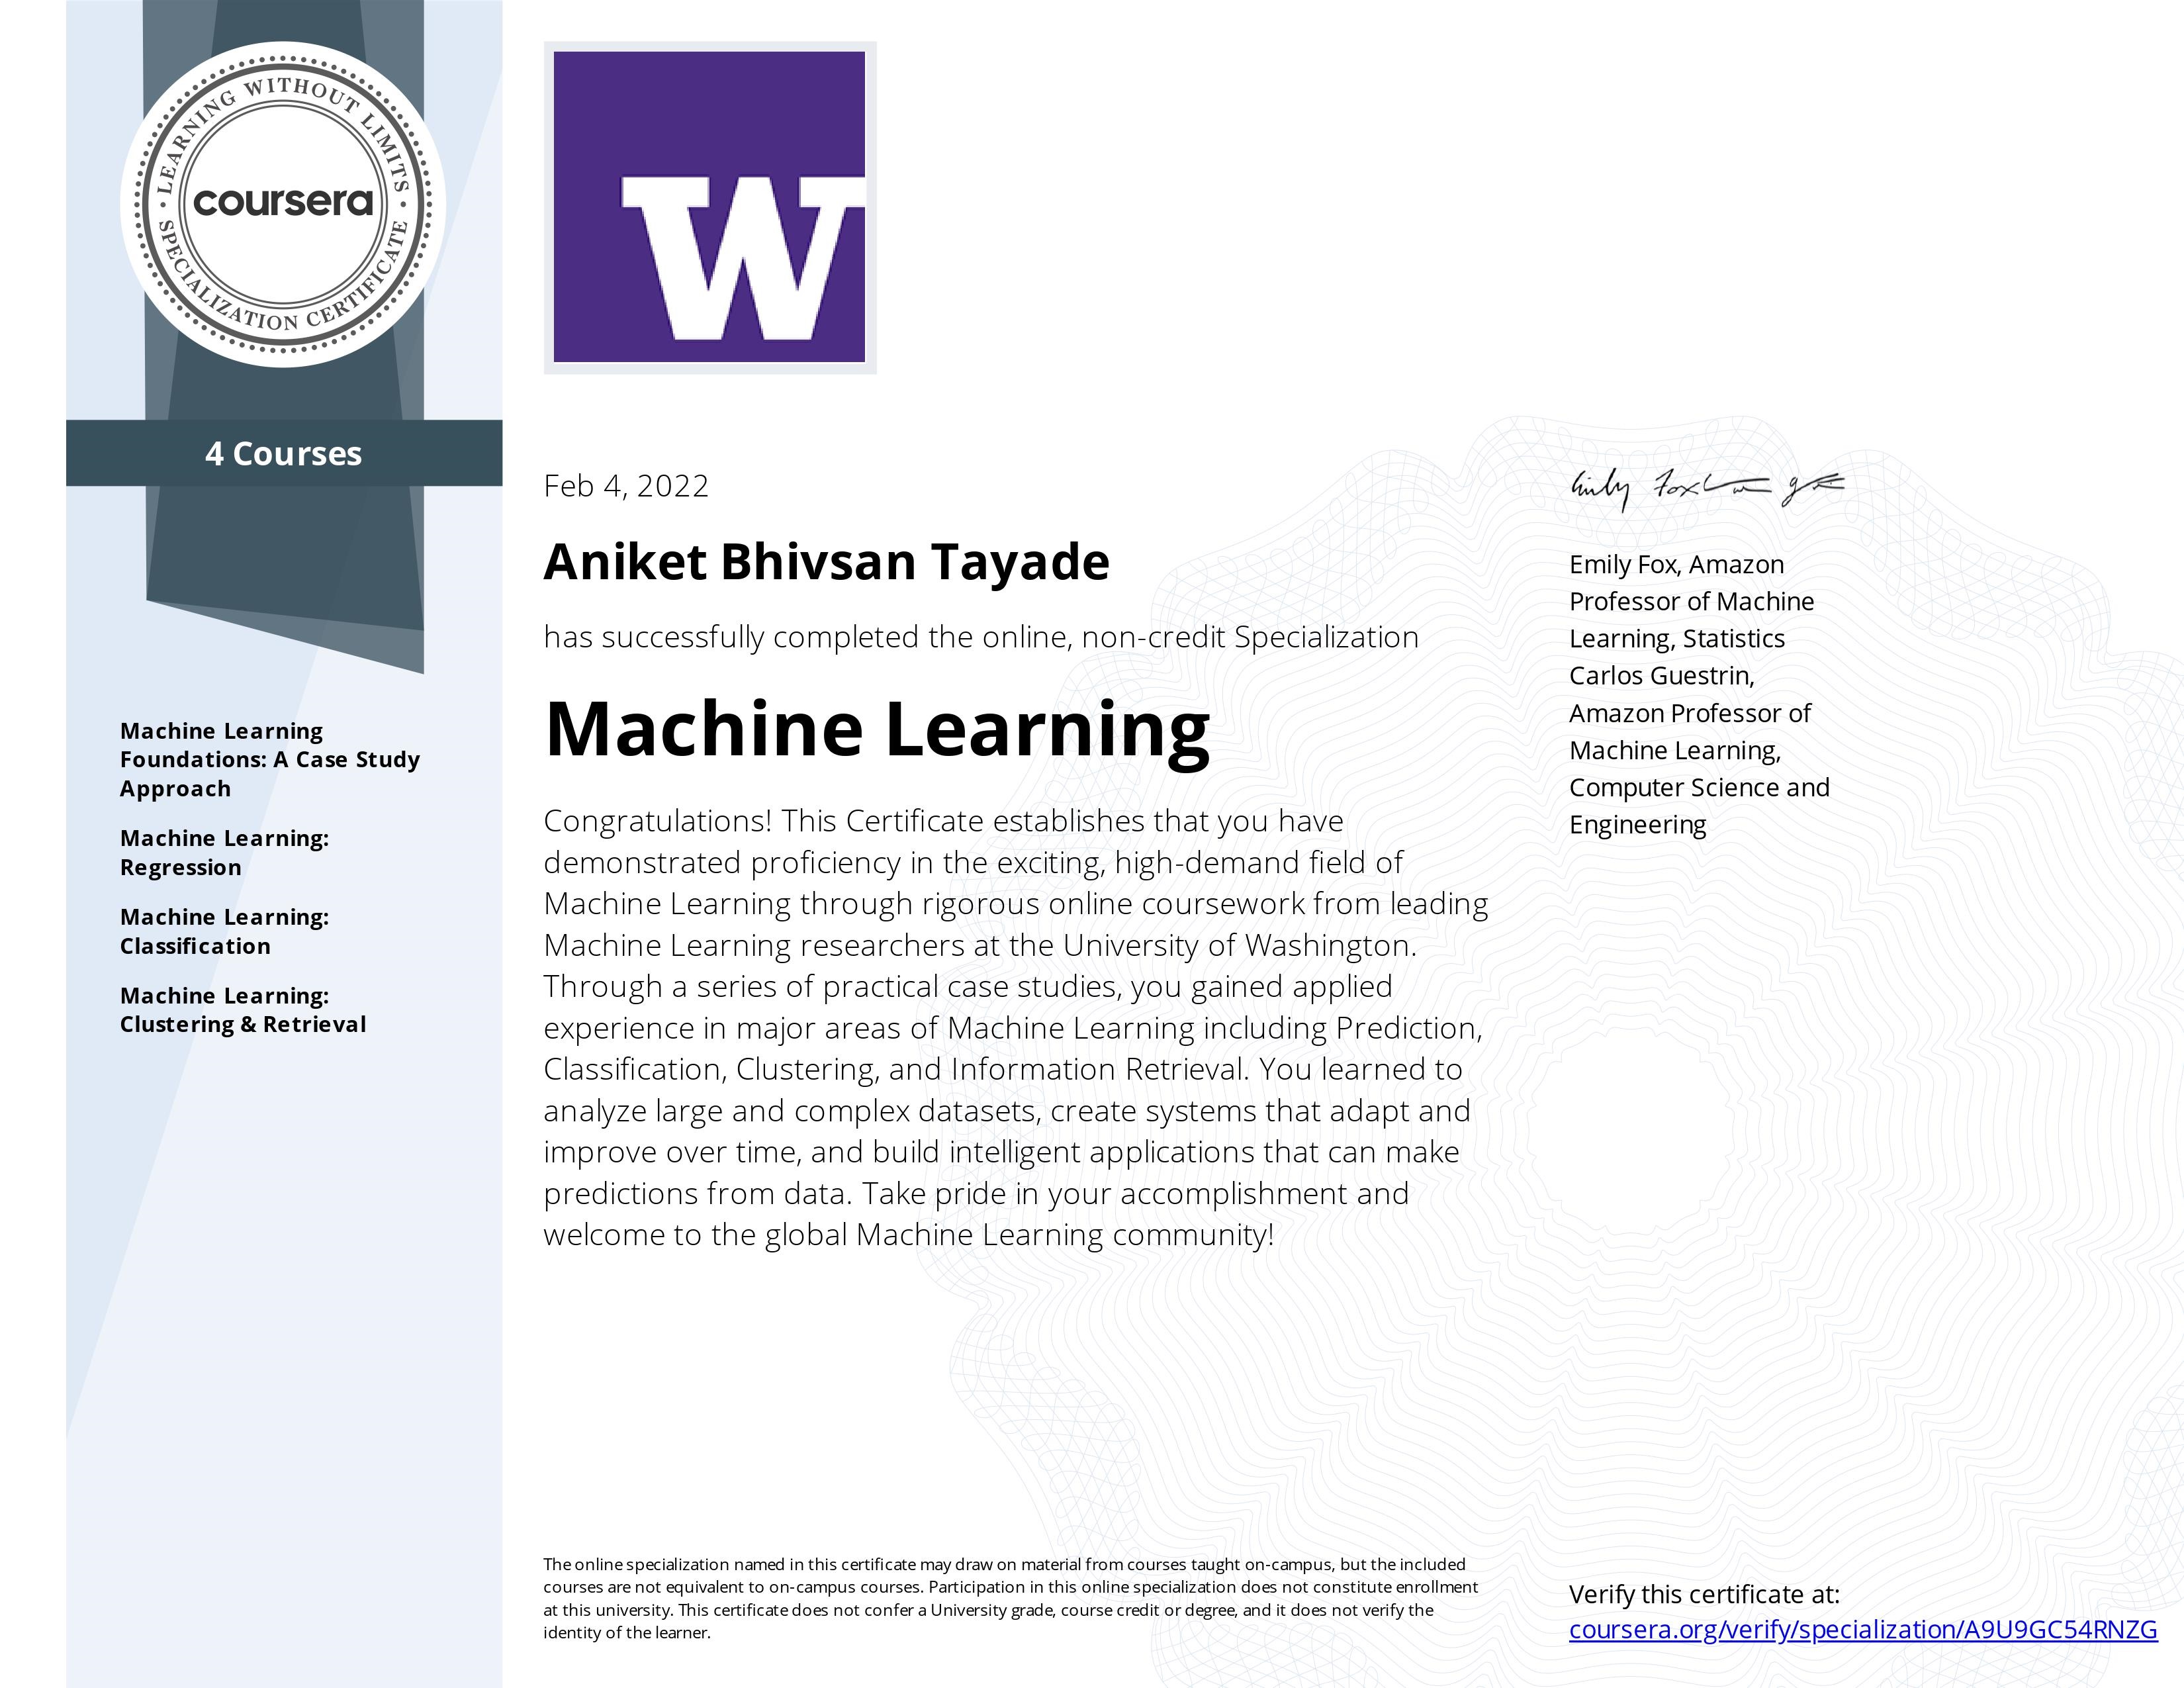 LEARNING WITHOUT LIMITS
coursera
SPECIALIZATION CERTIFICATE
4 Courses
Machine Learning
Foundations: A Case Study
Approach
Machine Learning:
Regression
Machine Learning:
Classification
Machine Learning:
Clustering & Retrieval
W
Feb 4, 2022
Aniket Bhivsan Tayade
has successfully completed the online, non-credit Specialization
Machine Learning
Congratulations! This Certificate establishes that you have
demonstrated proficiency in the exciting, high-demand field of
Machine Learning through rigorous online coursework from leading
Machine Learning researchers at the University of Washington.
Through a series of practical case studies, you gained applied
experience in major areas of Machine Learning including Prediction,
Classification, Clustering, and Information Retrieval. You learned to
analyze large and complex datasets, create systems that adapt and
improve over time, and build intelligent applications that can make
predictions from data. Take pride in your accomplishment and
welcome to the global Machine Learning community!
The online specialization named in this certificate may draw on material from courses taught on-campus, but the included
courses are not equivalent to on-campus courses. Participation in this online specialization does not constitute enrollment
at this university. This certificate does not confer a University grade, course credit or degree, and it does not verify the
identity of the learner.
Emily Fox
Emily Fox, Amazon
Professor of Machine
Learning, Statistics
Carlos Guestrin,
Amazon Professor of
Machine Learning,
Computer Science and
Engineering
Verify this certificate at:
coursera.org/verify/specialization/A9U9GC54RNZG